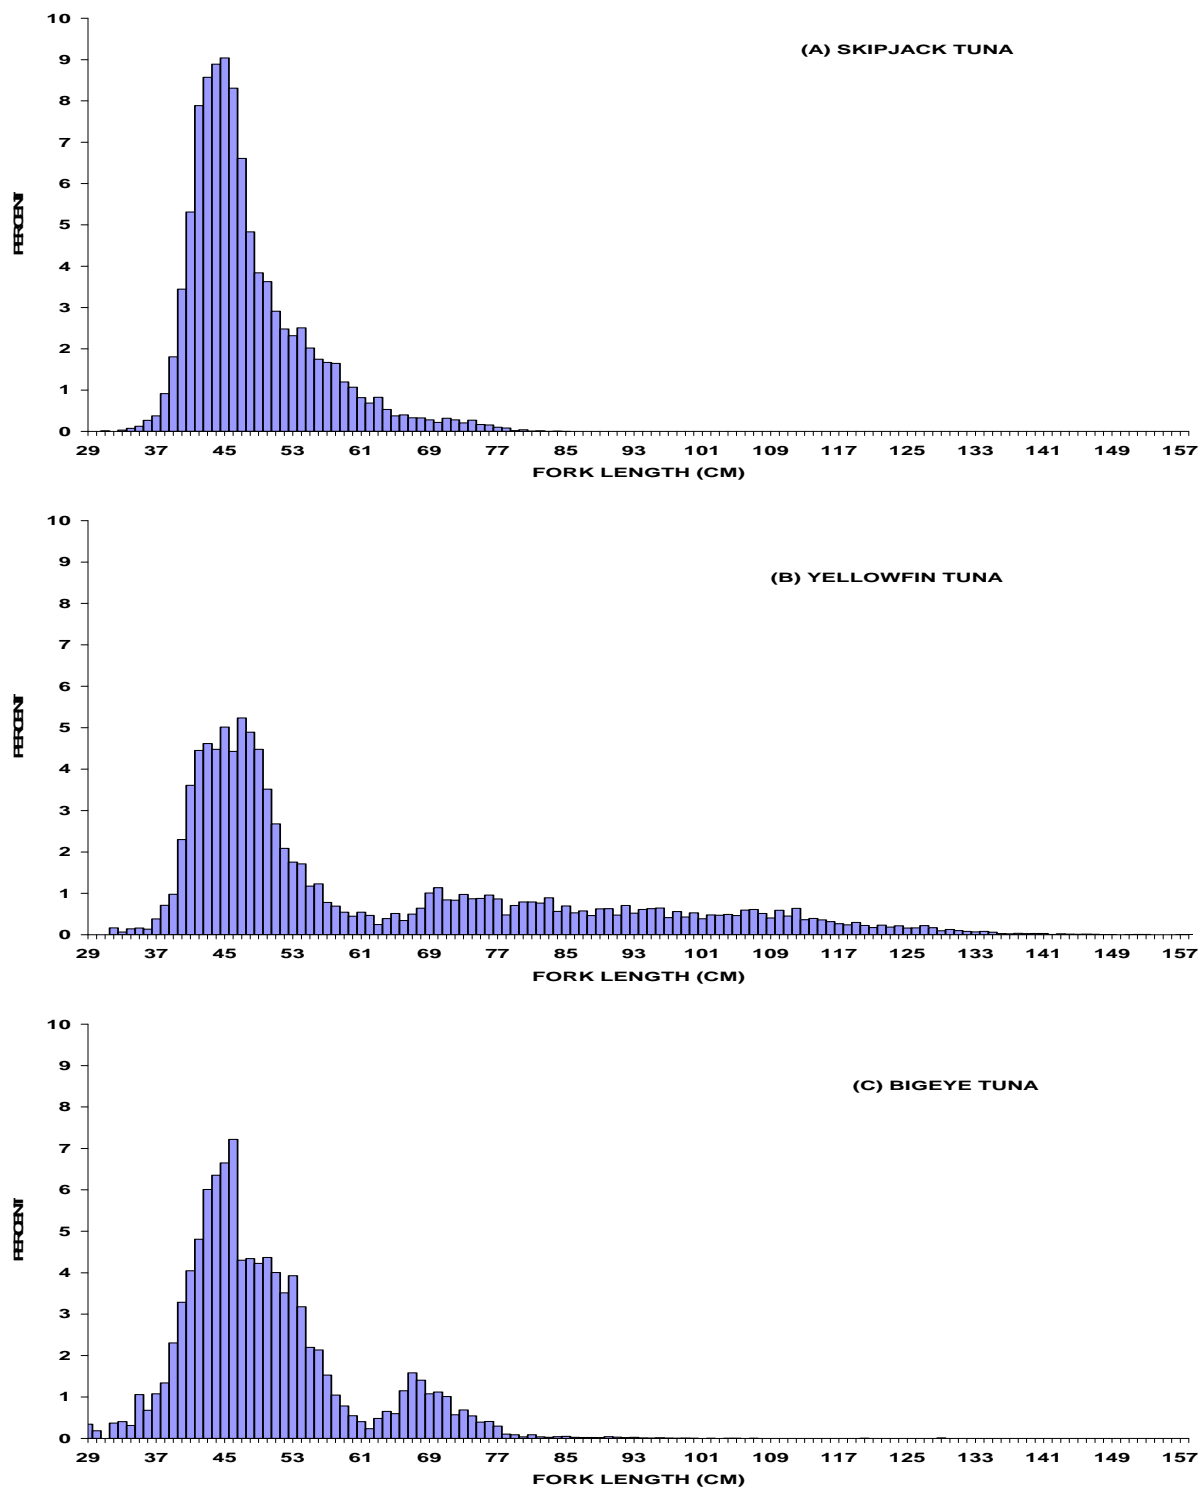 10
(A) SKIPJACK TUNA
9
8
7
6
5
PERCENT
4
3
2
1
0
29 37 45 53 61 69 77 85 93 101 109 117 125 133 141 149 157
FORK LENGTH (CM)
10
9
(B) YELLOWFIN TUNA
8
7
6
5
PERCENT
4
3
2
1
0
29 37 45 53 61 69 77 85 93 101 109 117 125 133 141 149 157
FORK LENGTH (CM)
10
9
(C) BIGEYE TUNA
8
7
6
5
PERCENT
4
3
2
1
0
29 37 45 53 61 69 77 85 93 101 109 117 125 133 141 149 157
FORK LENGTH (CM)